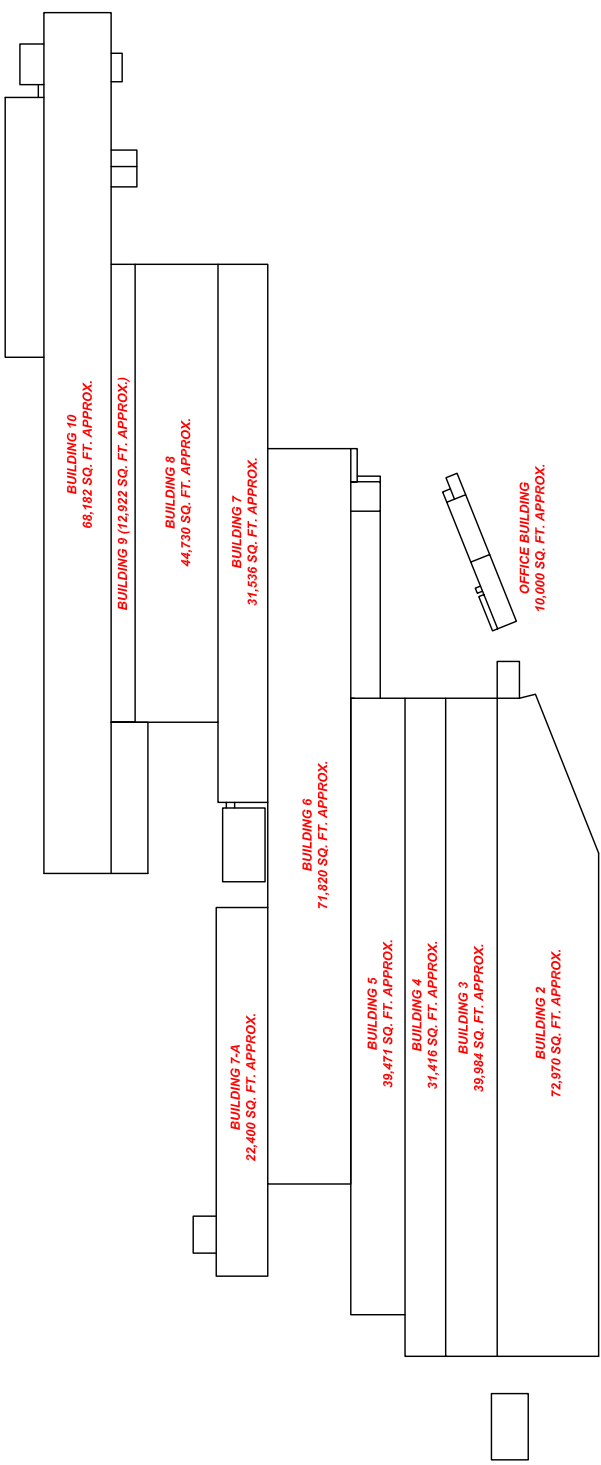 BUILDING 10
68,182 SQ. FT. APPROX.
BUILDING 9 (12,922 SQ. FT. APPROX.)
BUILDING 8
44,730 SQ. FT. APPROX.
BUILDING 7
31,536 SQ. FT. APPROX.
OFFICE BUILDING
10,000 SQ. FT. APPROX.
BUILDING 6
71,820 SQ. FT. APPROX.
BUILDING 7-A
22,400 SQ. FT. APPROX.
BUILDING 5
39,471 SQ. FT. APPROX.
BUILDING 4
31,416 SQ. FT. APPROX.
BUILDING 3
39,984 SQ. FT. APPROX.
BUILDING 2
72,970 SQ. FT. APPROX.